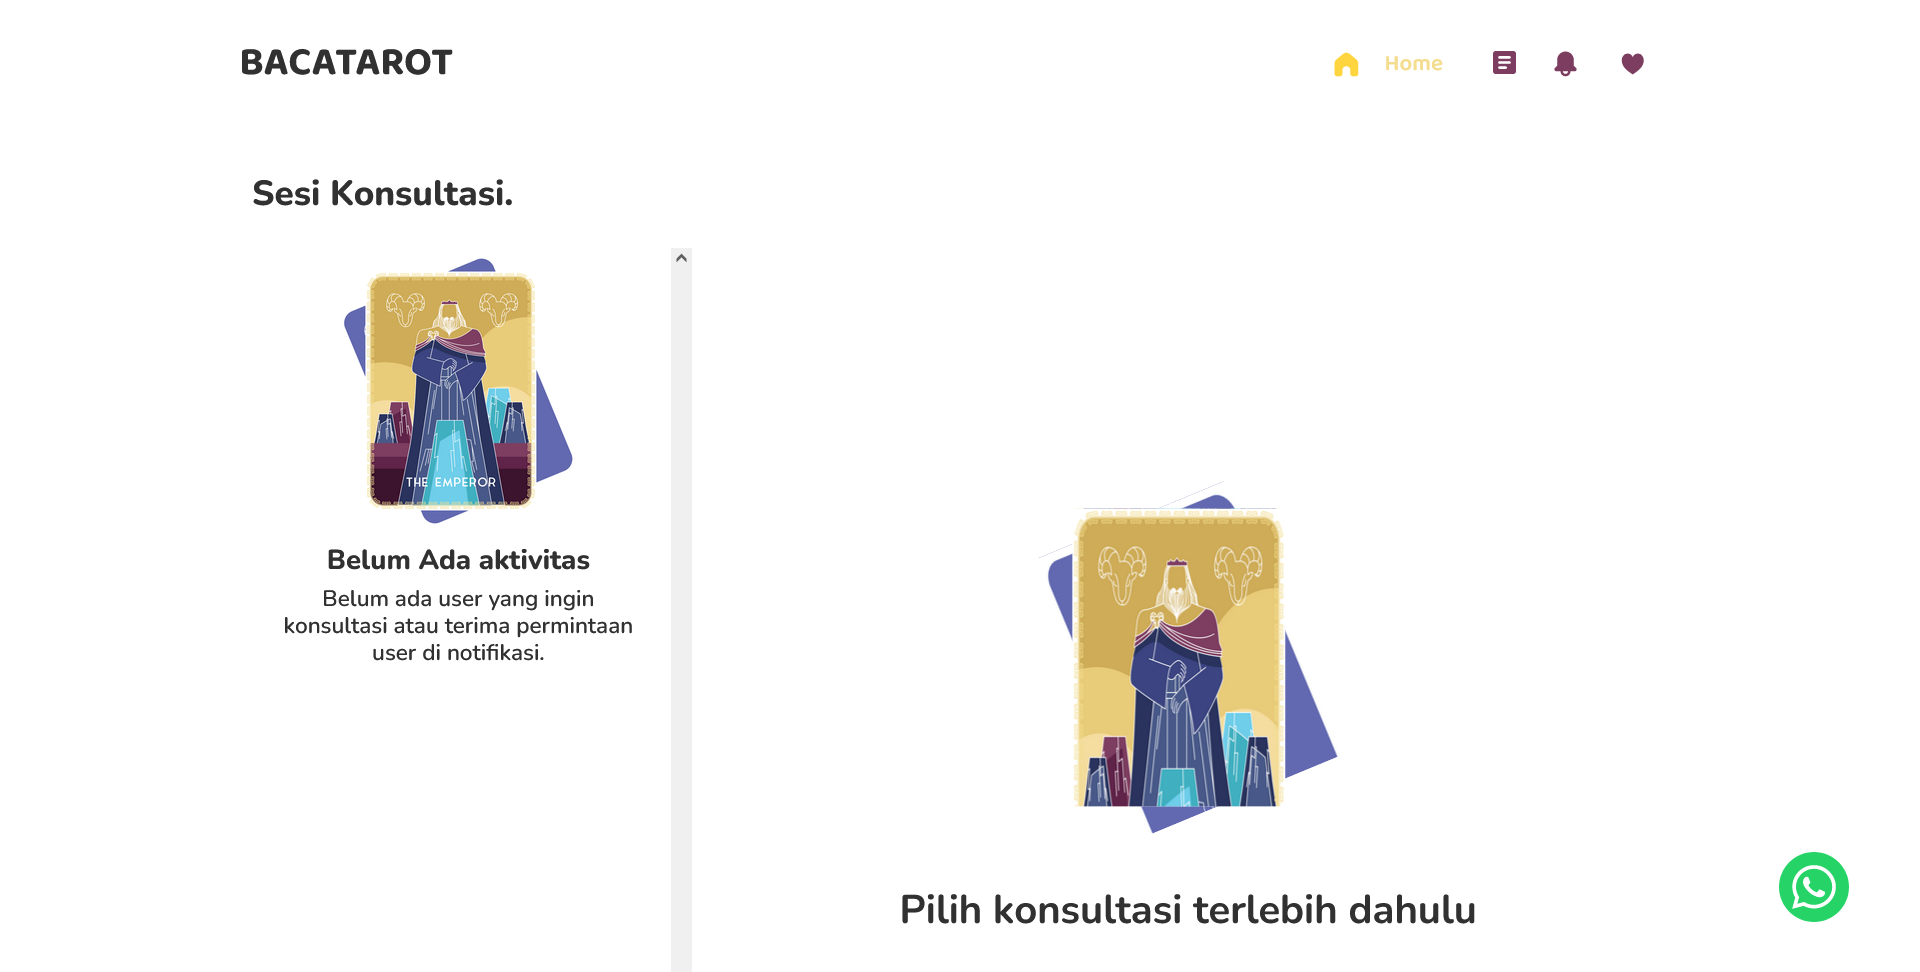 BACATAROT
Home
Sesi Konsultasi.
THE EMPEROR
Belum Ada aktivitas
Belum ada user yang ingin
konsultasi atau terima permintaan
user di notifikasi.
Pilih konsultasi terlebih dahulu